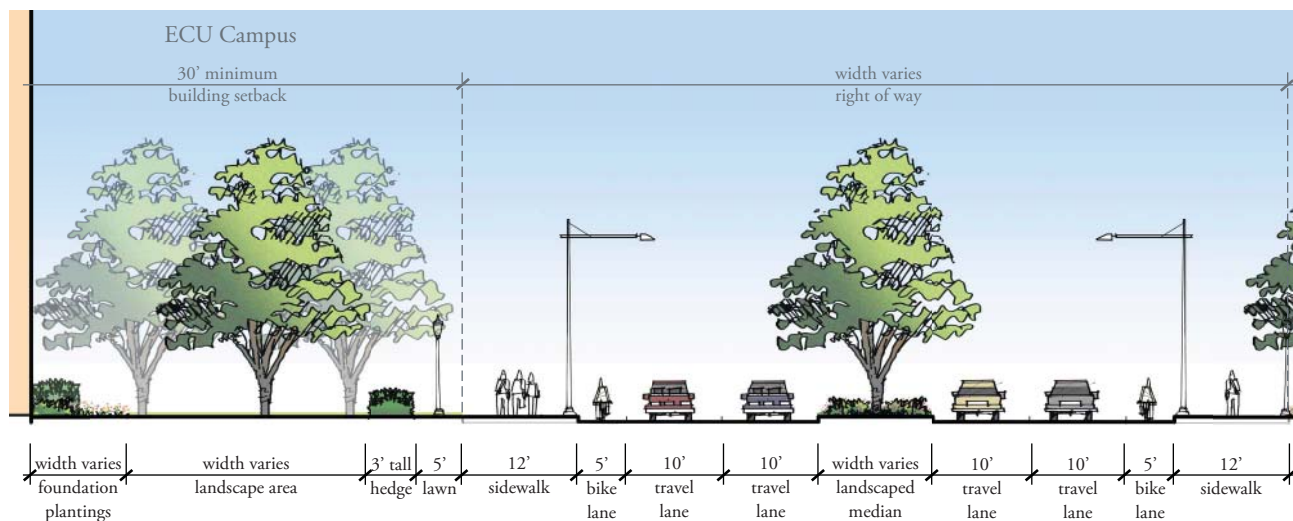 ECU Campus
30’ minimum
building setback
width varies
right of way
width varies
foundation
plantings
width varies
landscape area
3’ tall
hedge
5’
lawn
12’
sidewalk
5’
bike
lane
10’
travel
lane
10’
travel
lane
width varies
landscaped
median
10’
travel
lane
10’
travel
lane
5’
bike
lane
12’
sidewalk